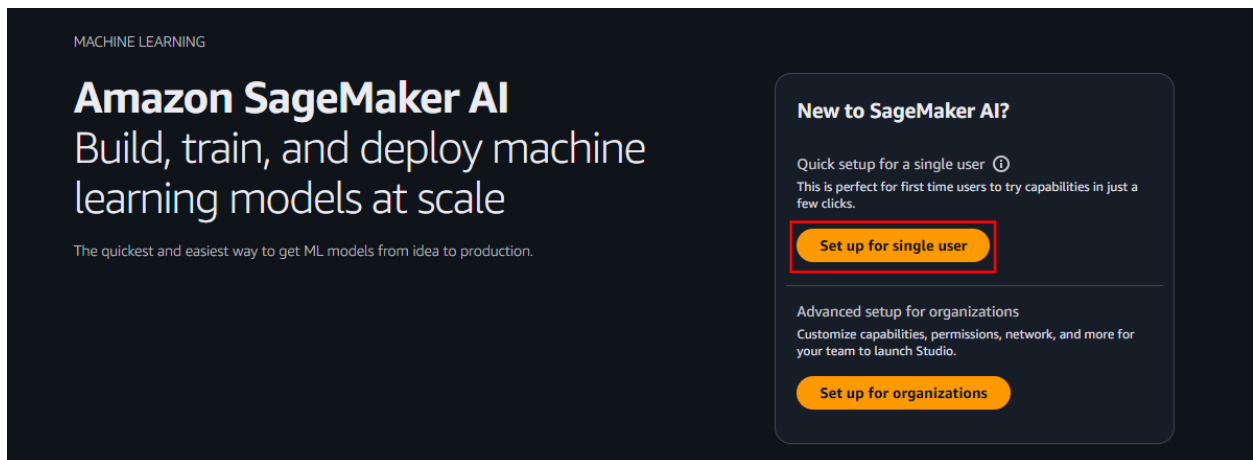 MACHINE LEARNING
Amazon SageMaker AI
Build, train, and deploy machine
learning models at scale
The quickest and easiest way to get ML models from idea to production.
New to SageMaker AI?
Quick setup for a single user
This is perfect for first time users to try capabilities in just a
few clicks.
Set up for single user
Advanced setup for organizations
Customize capabilities, permissions, network, and more for
your team to launch Studio.
Set up for organizations